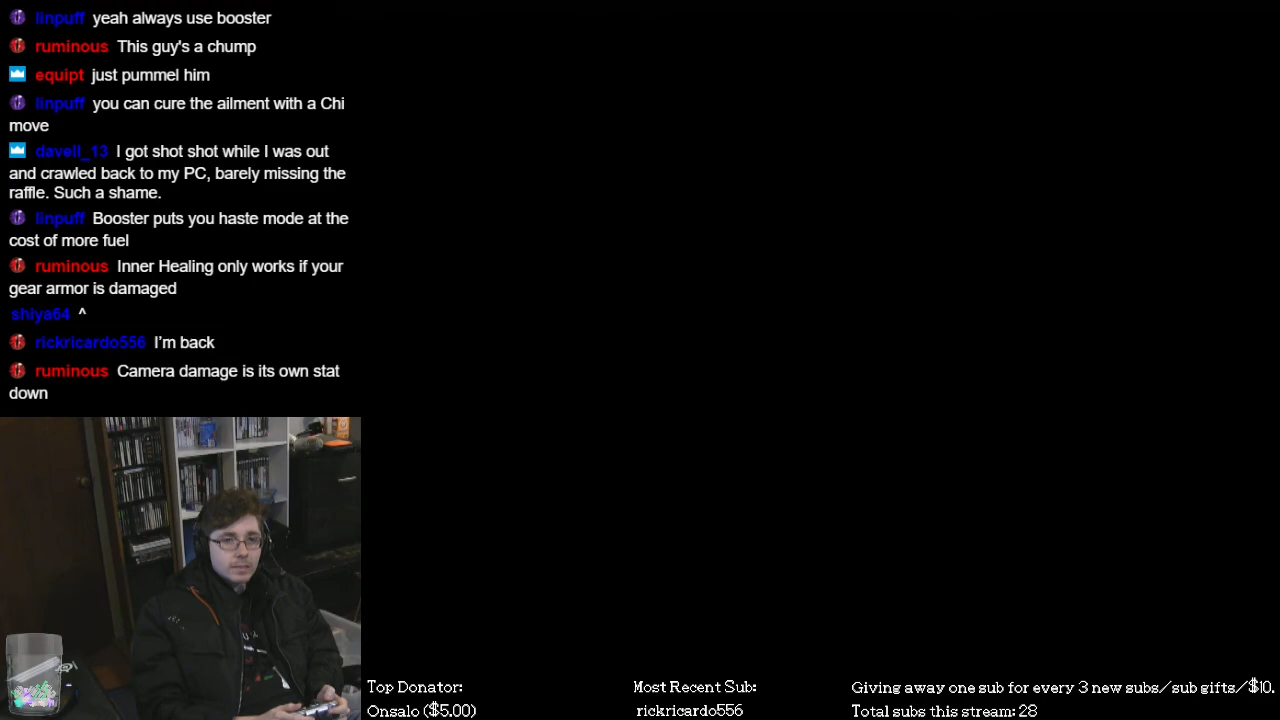 linpuff yeah always use booster
ruminous This guy's a chump
equipt just pummel him
linpuff you can cure the ailment with a Chi
move
davell_13 I got shot shot while I was out
and crawled back to my PC, barely missing the
raffle. Such a shame.
linpuff Booster puts you haste mode at the
cost of more fuel
ruminous Inner Healing only works if your
gear armor is damaged
shiya64 ^
rickricardo556 I'm back
ruminous Camera damage is its own stat
down
Top Donator:
Onsalo ($5.00)
Most Recent Sub:
rickricardo556
Giving away one sub for every 3 new subs/sub gifts/$10.
Total subs this stream: 28